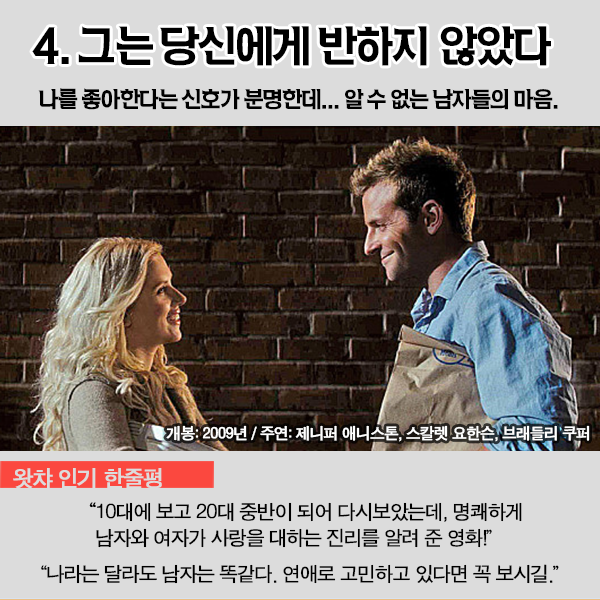 4. 그는 당신에게 반하지 않았다
나를 좋아한다는 신호가 분명한데... 알 수 없는 남자들의 마음.
개봉: 2009년 / 주연: 제니퍼 애니스톤, 스칼렛 요한슨, 브래들리 쿠퍼
왓챠 인기 한줄평
“10대에 보고 20대 중반이 되어 다시보았는데, 명쾌하게
남자와 여자가 사랑을 대하는 진리를 알려 준 영화!”
“나라는 달라도 남자는 똑같다. 연애로 고민하고 있다면 꼭 보시길.”